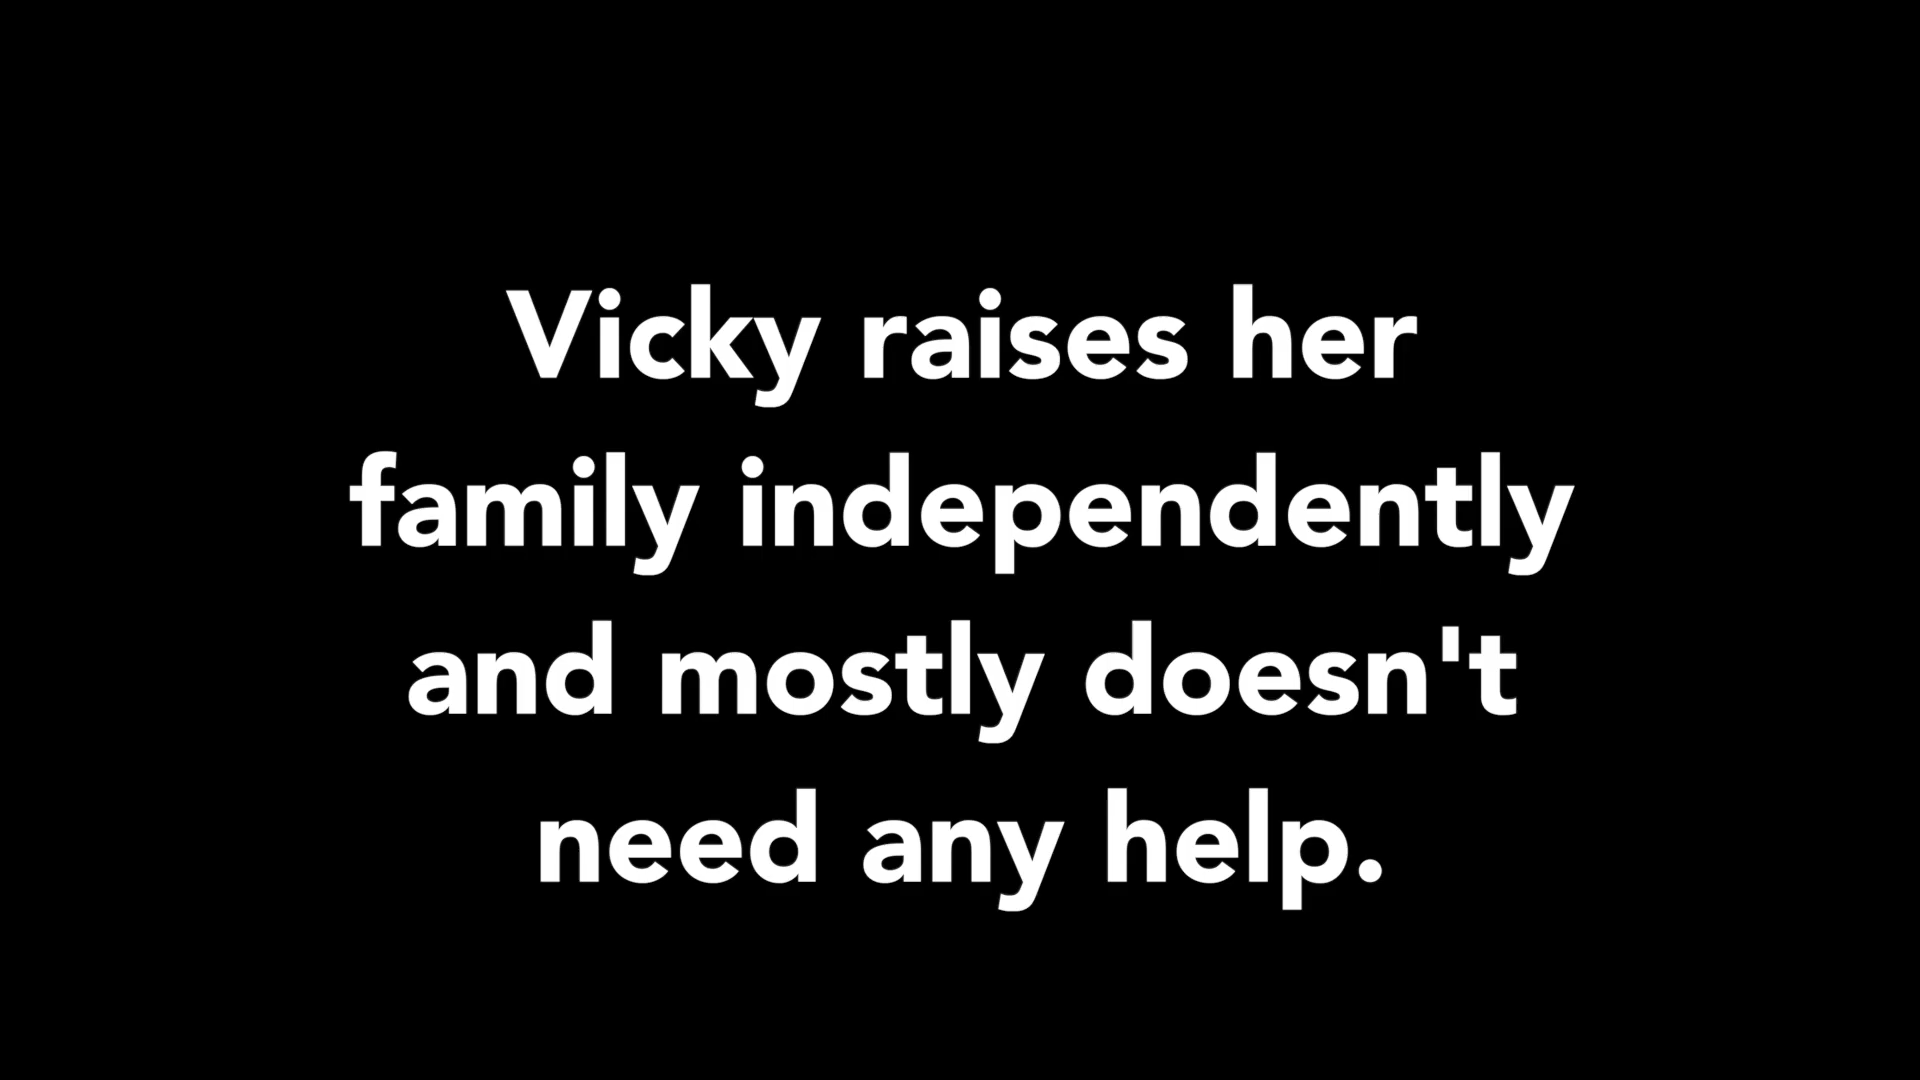 Vicky raises her
family independently
and mostly doesn't
need any help.